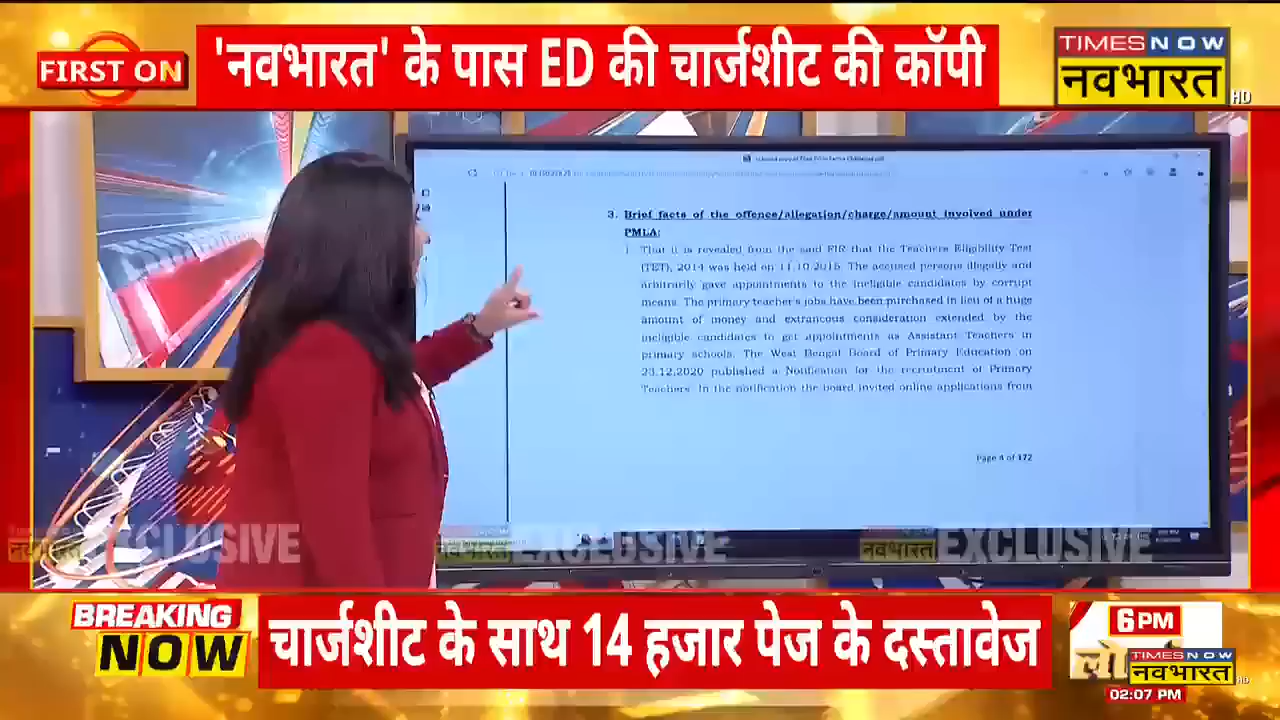 FIRST ON
'नवभारत' के पास ED की चार्जशीट की कॉपी
TIMES NOW
नवभारत
HD
3. Brief facts of the offence/allegation/charge/amount involved under
PMLA:
i That it is revealed from the said FIR that the Teachers Eligibility Test
(TET), 2014 was held on 11.10.2015. The accused persons illegally and
arbitrarily gave appointments to the ineligible candidates by corrupt
means. The primary teacher's jobs have been purchased in lieu of a huge
amount of money and extraneous consideration extended by the
ineligible candidates to get appointments as Assistant Teachers in
primary schools. The West Bengal Board of Primary Education on
23.12.2020 published a Notification for the recruitment of Primary
Teachers. In the notification the board invited online applications from
Page 4 of 172
नवभारत EXCLUSIVE
नवभारत EXCLUSIVE
नवभारत EXCLUSIVE
BREAKING
NOW
चार्जशीट के साथ 14 हजार पेज के दस्तावेज
6PM
TIMES NOW
नवभारत
HD
02:07 PM